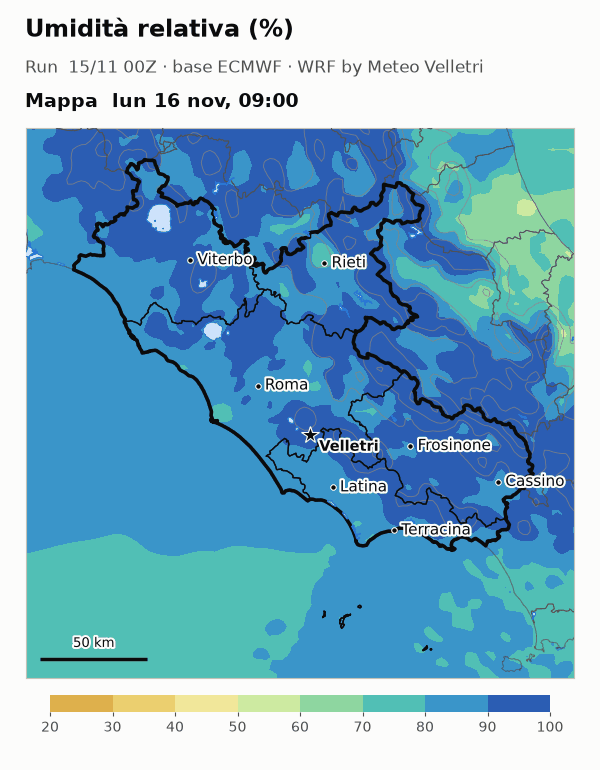 Umidità relativa (%)
Run  15/11 00Z · base ECMWF · WRF by Meteo Velletri
Mappa  lun 16 nov, 09:00
Viterbo
Rieti
Roma
Velletri
Frosinone
Latina
Cassino
Terracina
50 km
20 30 40 50 60 70 80 90 100